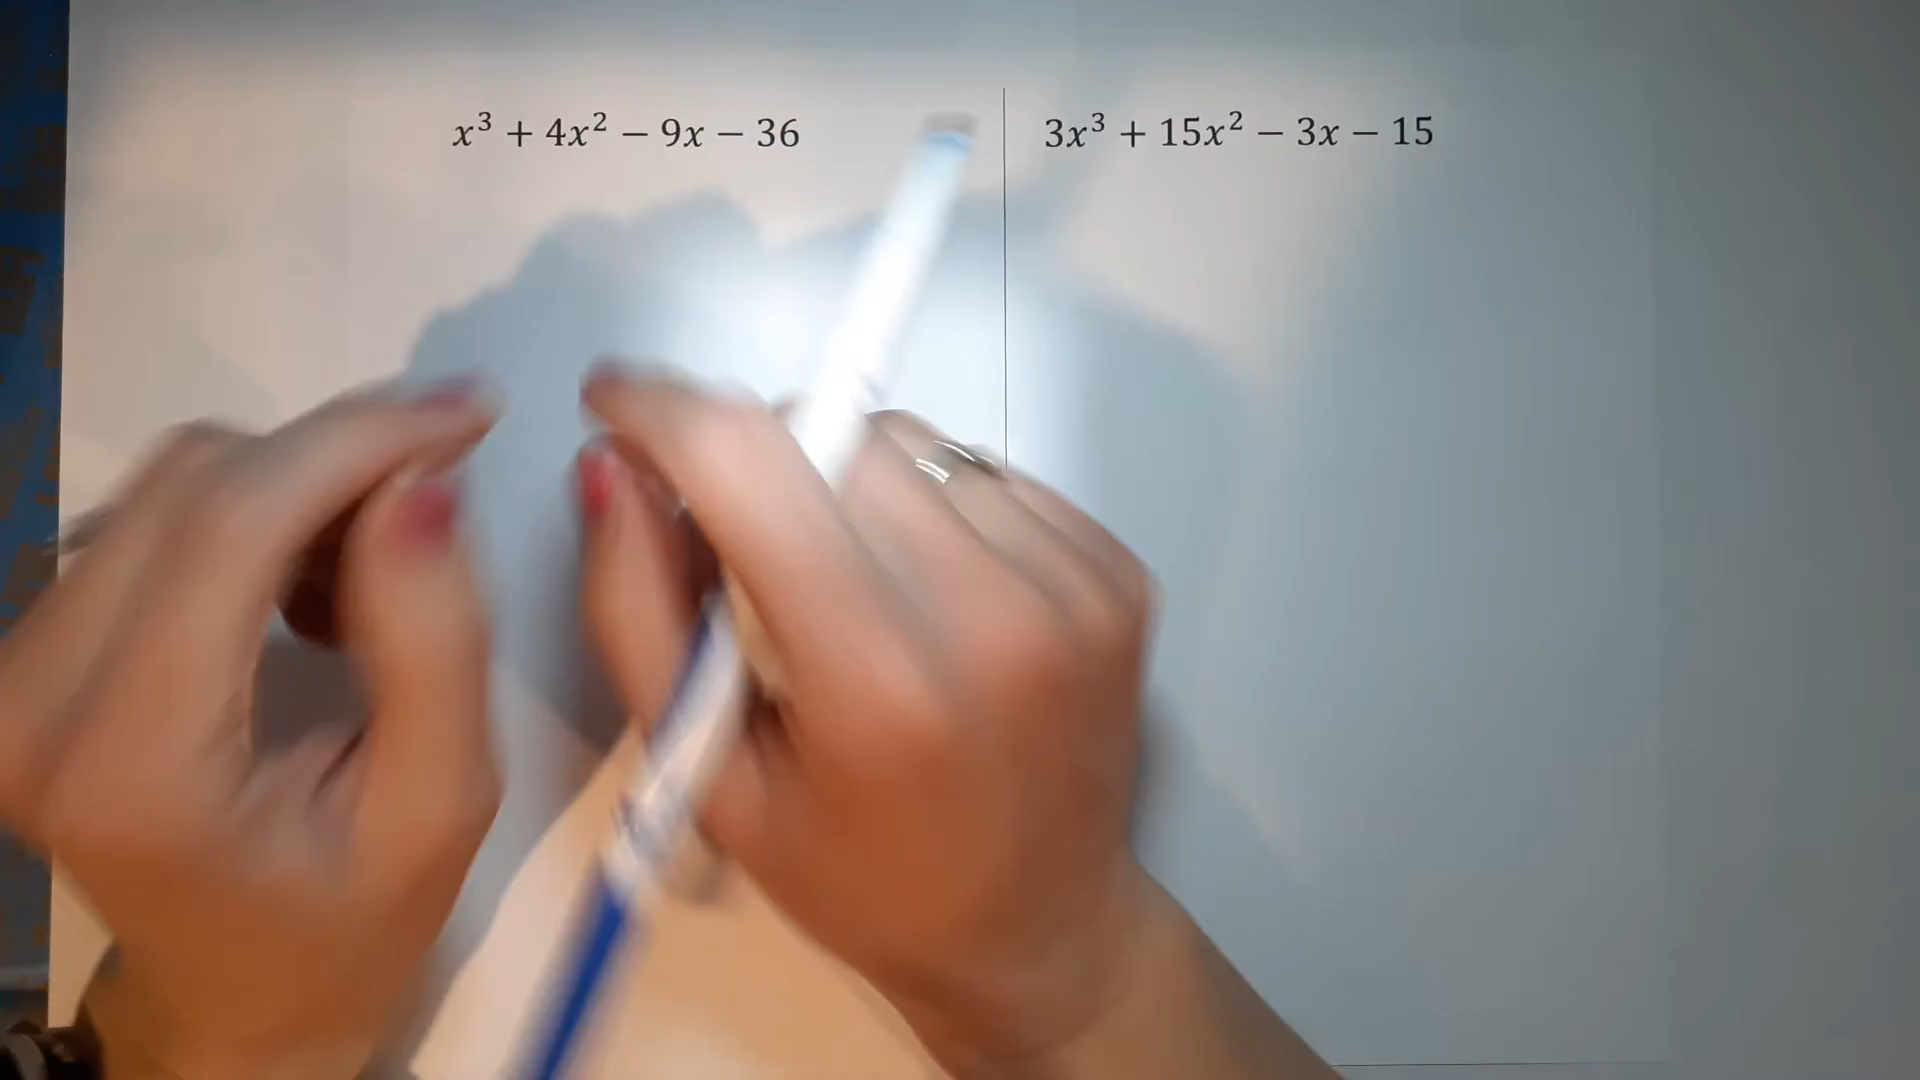 x³ + 4x² − 9x − 36
3x³ + 15x² − 3x − 15